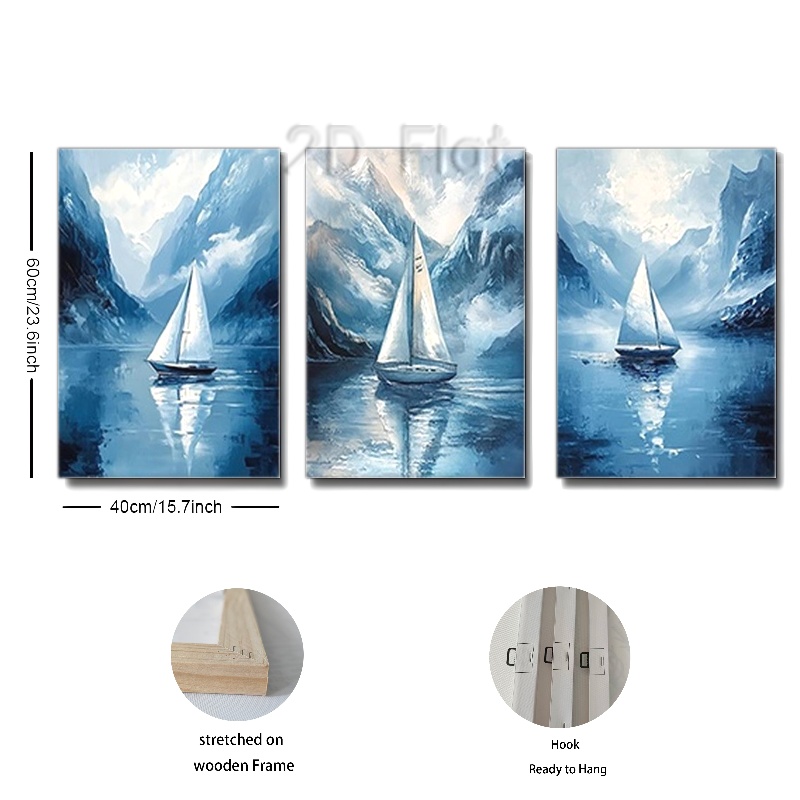 2D Flat
60cm/23.6inch
40cm/15.7inch
stretched on
wooden Frame
Hook
Ready to Hang